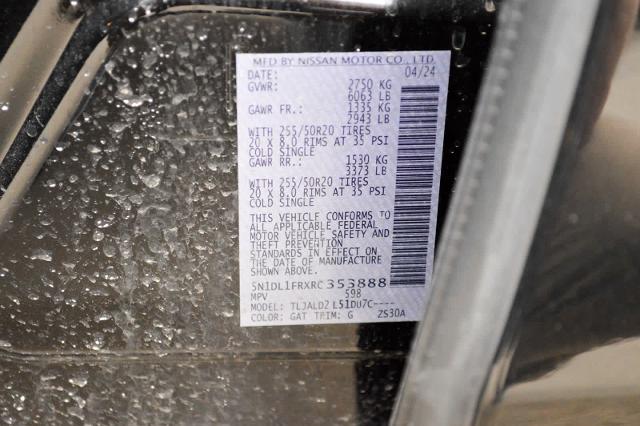 MFD BY NISSAN MOTOR CO., LTD.
DATE: 04/24
GVWR: 2750 KG
6063 LB
GAWR FR.: 1335 KG
2943 LB
WITH 255/50R20 TIRES
20 X 8.0 RIMS AT 35 PSI
COLD SINGLE
GAWR RR.: 1530 KG
3373 LB
WITH 255/50R20 TIRES
20 X 8.0 RIMS AT 35 PSI
COLD SINGLE
THIS VEHICLE CONFORMS TO
ALL APPLICABLE FEDERAL
MOTOR VEHICLE SAFETY AND
THEFT PREVENTION
STANDARDS IN EFFECT ON
THE DATE OF MANUFACTURE
SHOWN ABOVE.
5N1DL1FRXRC353888
MPV 598
MODEL: TLJALDZ L51DU7C----
COLOR: GAT TRIM: G ZS30A